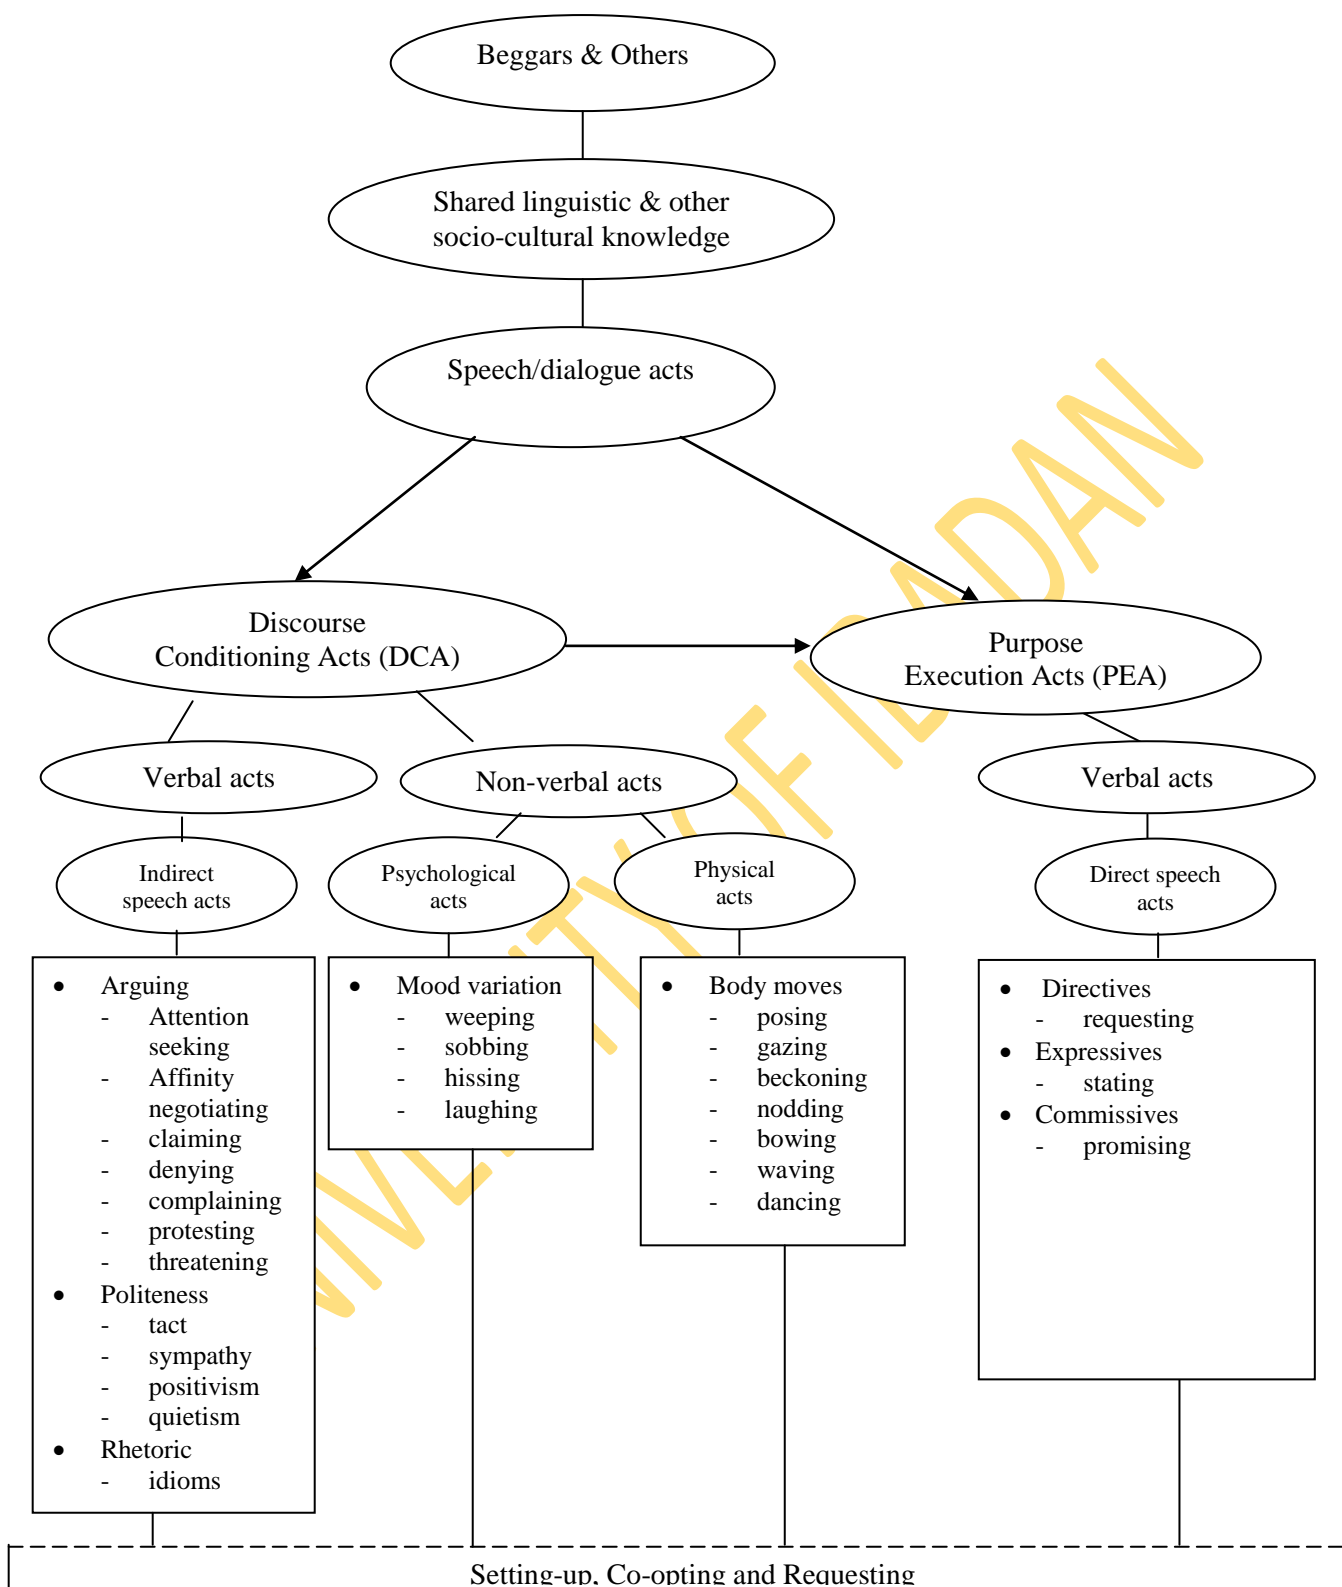 Beggars & Others
Shared linguistic & other
socio-cultural knowledge
Speech/dialogue acts
Discourse
Conditioning Acts (DCA)
Purpose
Execution Acts (PEA)
Verbal acts
Non-verbal acts
Verbal acts
Indirect
speech acts
Psychological
acts
Physical
acts
Direct speech
acts
• Arguing
- Attention
seeking
- Affinity
negotiating
- claiming
- denying
- complaining
- protesting
- threatening
• Politeness
- tact
- sympathy
- positivism
- quietism
• Rhetoric
- idioms
• Mood variation
- weeping
- sobbing
- hissing
- laughing
• Body moves
- posing
- gazing
- beckoning
- nodding
- bowing
- waving
- dancing
• Directives
- requesting
• Expressives
- stating
• Commissives
- promising
Setting-up, Co-opting and Requesting